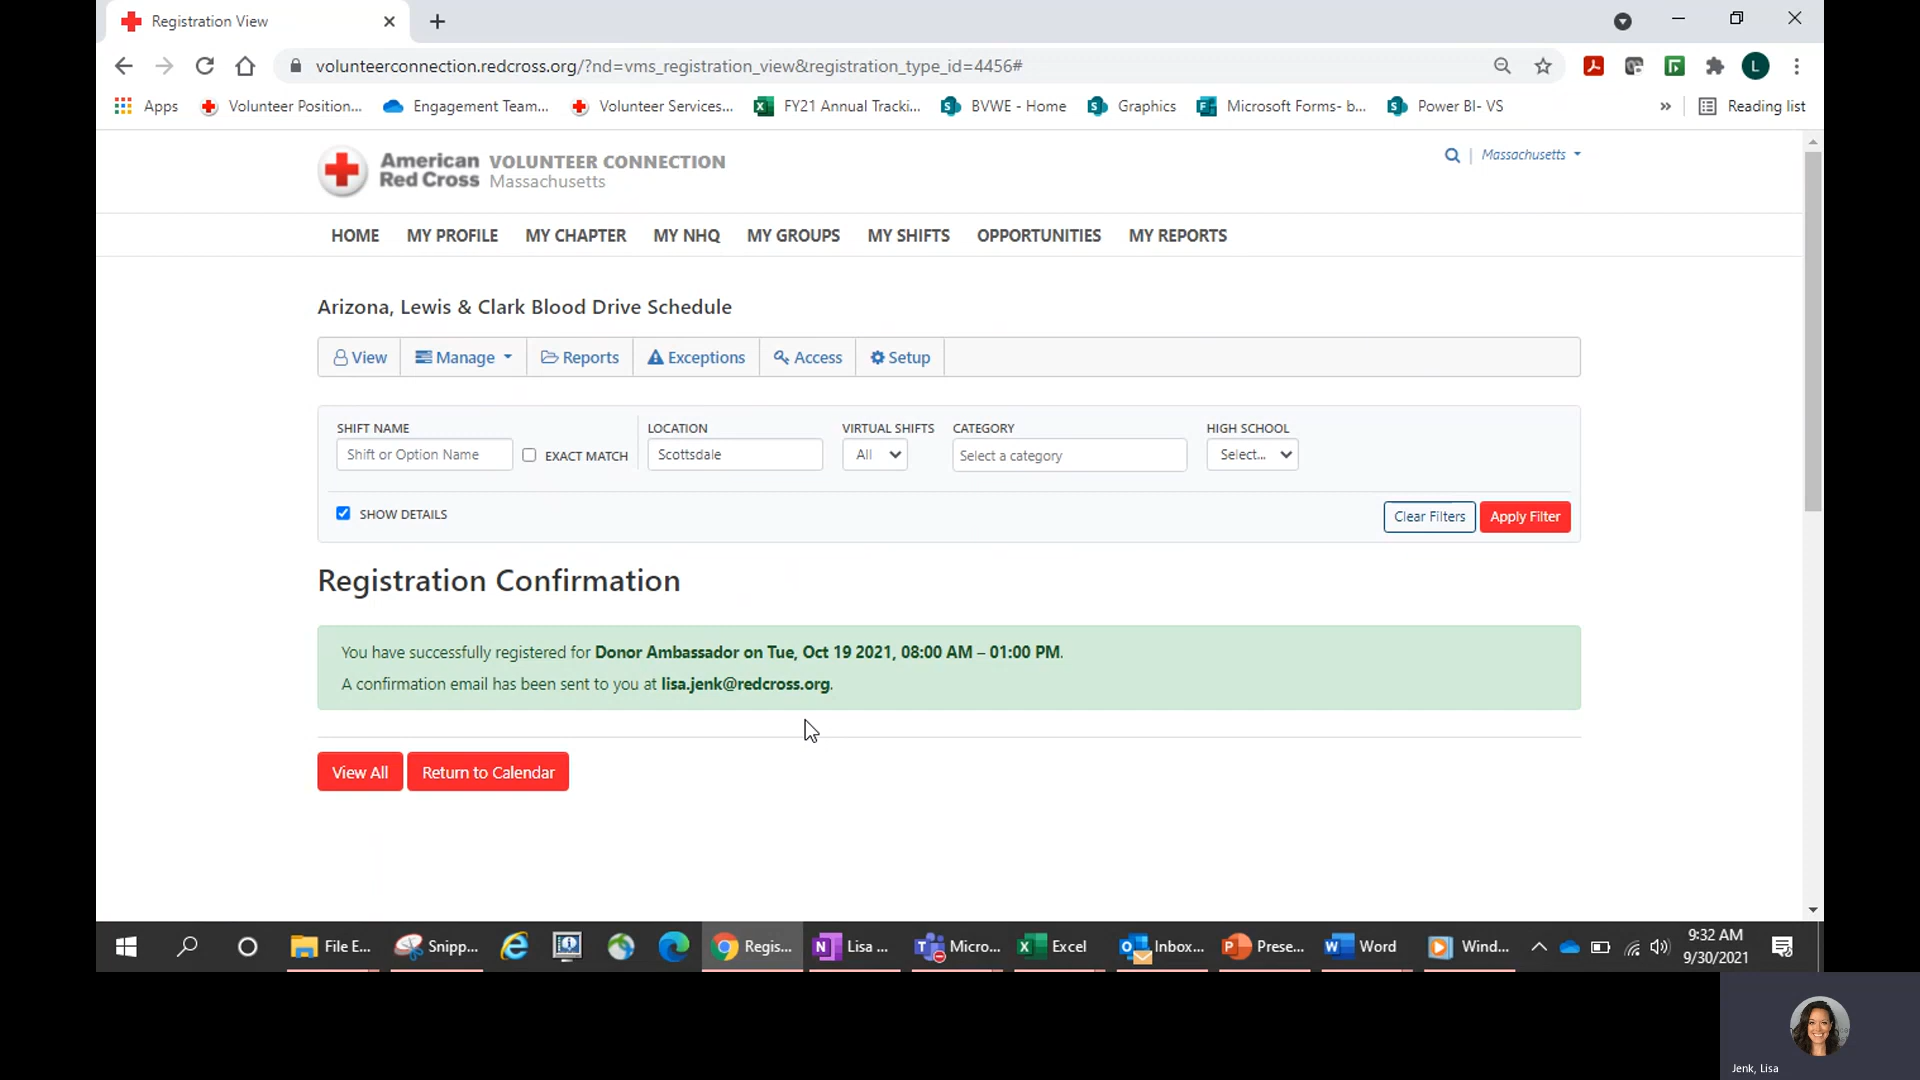 Registration View
volunteerconnection.redcross.org/?nd=vms_registration_view&registration_type_id=4456#
L
Apps
Volunteer Position...
Engagement Team...
Volunteer Services...
FY21 Annual Tracki...
BVWE - Home
Graphics
Microsoft Forms- b...
Power BI- VS
»
Reading list
American Red Cross
VOLUNTEER CONNECTION
Massachusetts
| Massachusetts
HOME MY PROFILE MY CHAPTER MY NHQ MY GROUPS MY SHIFTS OPPORTUNITIES MY REPORTS
Arizona, Lewis & Clark Blood Drive Schedule
View Manage Reports Exceptions Access Setup
SHIFT NAME LOCATION VIRTUAL SHIFTS CATEGORY HIGH SCHOOL
Shift or Option Name EXACT MATCH Scottsdale All Select a category Select...
SHOW DETAILS Clear Filters Apply Filter
Registration Confirmation
You have successfully registered for Donor Ambassador on Tue, Oct 19 2021, 08:00 AM – 01:00 PM.
A confirmation email has been sent to you at lisa.jenk@redcross.org.
View All Return to Calendar
File E... Snipp... Regis... Lisa ... Micro... Excel Inbox... Prese... Word Wind...
9:32 AM
9/30/2021
Jenk, Lisa